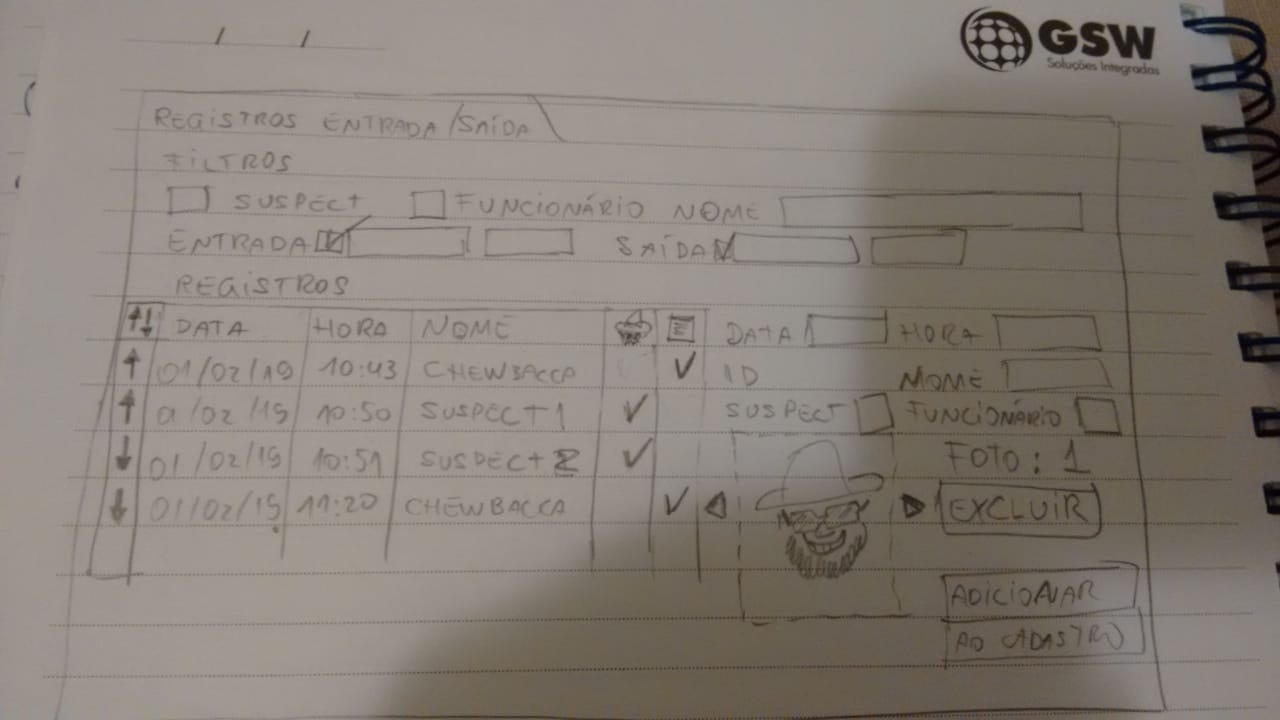 GSW
Soluções Integradas
REGISTROS ENTRADA/SAÍDA
FILTROS
SUSPECT FUNCIONÁRIO NOME
ENTRADA SAÍDA
REGISTROS
DATA HORA NOME DATA HORA
01/02/19 10:43 CHEWBACCA ID NOME
01/02/19 10:50 SUSPECT 1 SUSPECT FUNCIONÁRIO
01/02/19 10:51 SUSPECT 2 FOTO: 1
01/02/19 11:20 CHEWBACCA EXCLUIR
ADICIONAR
AO CADASTRO